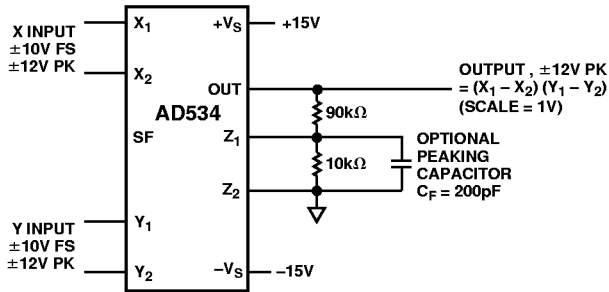 X INPUT
±10V FS
±12V PK
X1
X2
+VS
+15V
OUT
OUTPUT , ±12V PK
= (X1 – X2) (Y1 – Y2)
(SCALE = 1V)
AD534
90kΩ
SF
Z1
10kΩ
OPTIONAL
PEAKING
CAPACITOR
CF = 200pF
Z2
Y INPUT
±10V FS
±12V PK
Y1
Y2
–VS
–15V